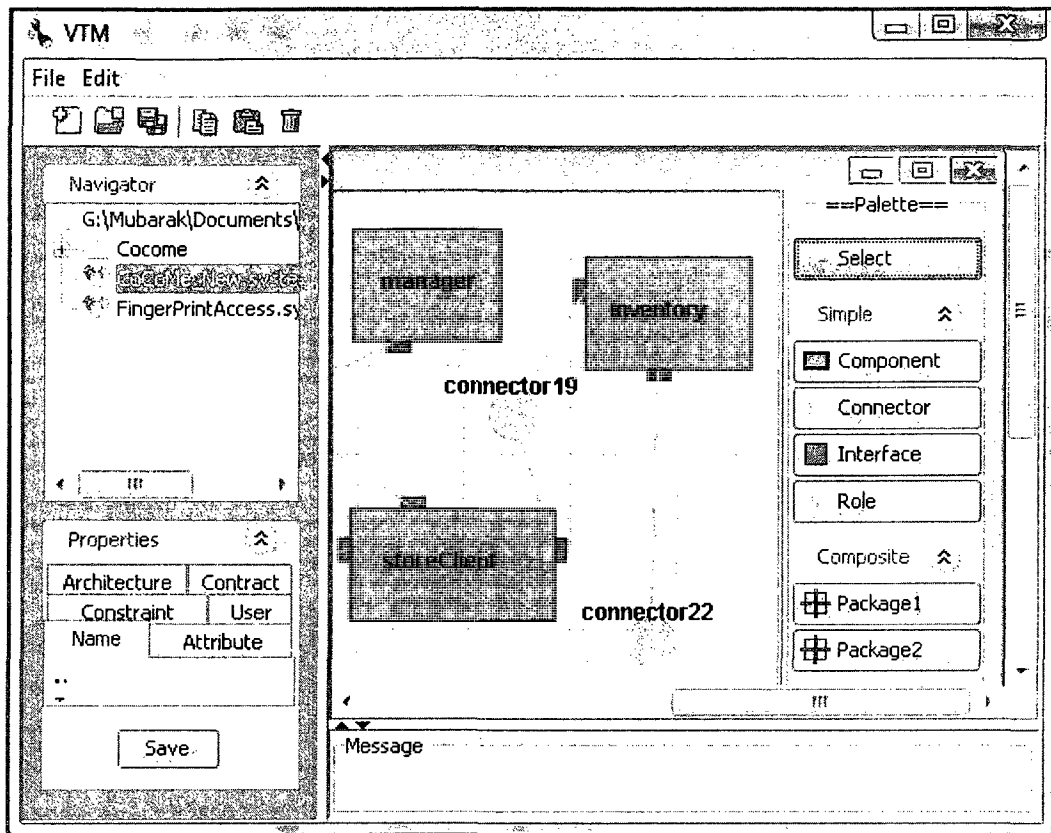 VTM
File Edit
Navigator
G:\Mubarak\Documents\
Cocome
FingerPrintAccess.sy
Properties
Architecture Contract
Constraint User
Name Attribute
Save
manager
inventory
connector19
storeClient
connector22
==Palette==
Select
Simple
Component
Connector
Interface
Role
Composite
Package1
Package2
Message